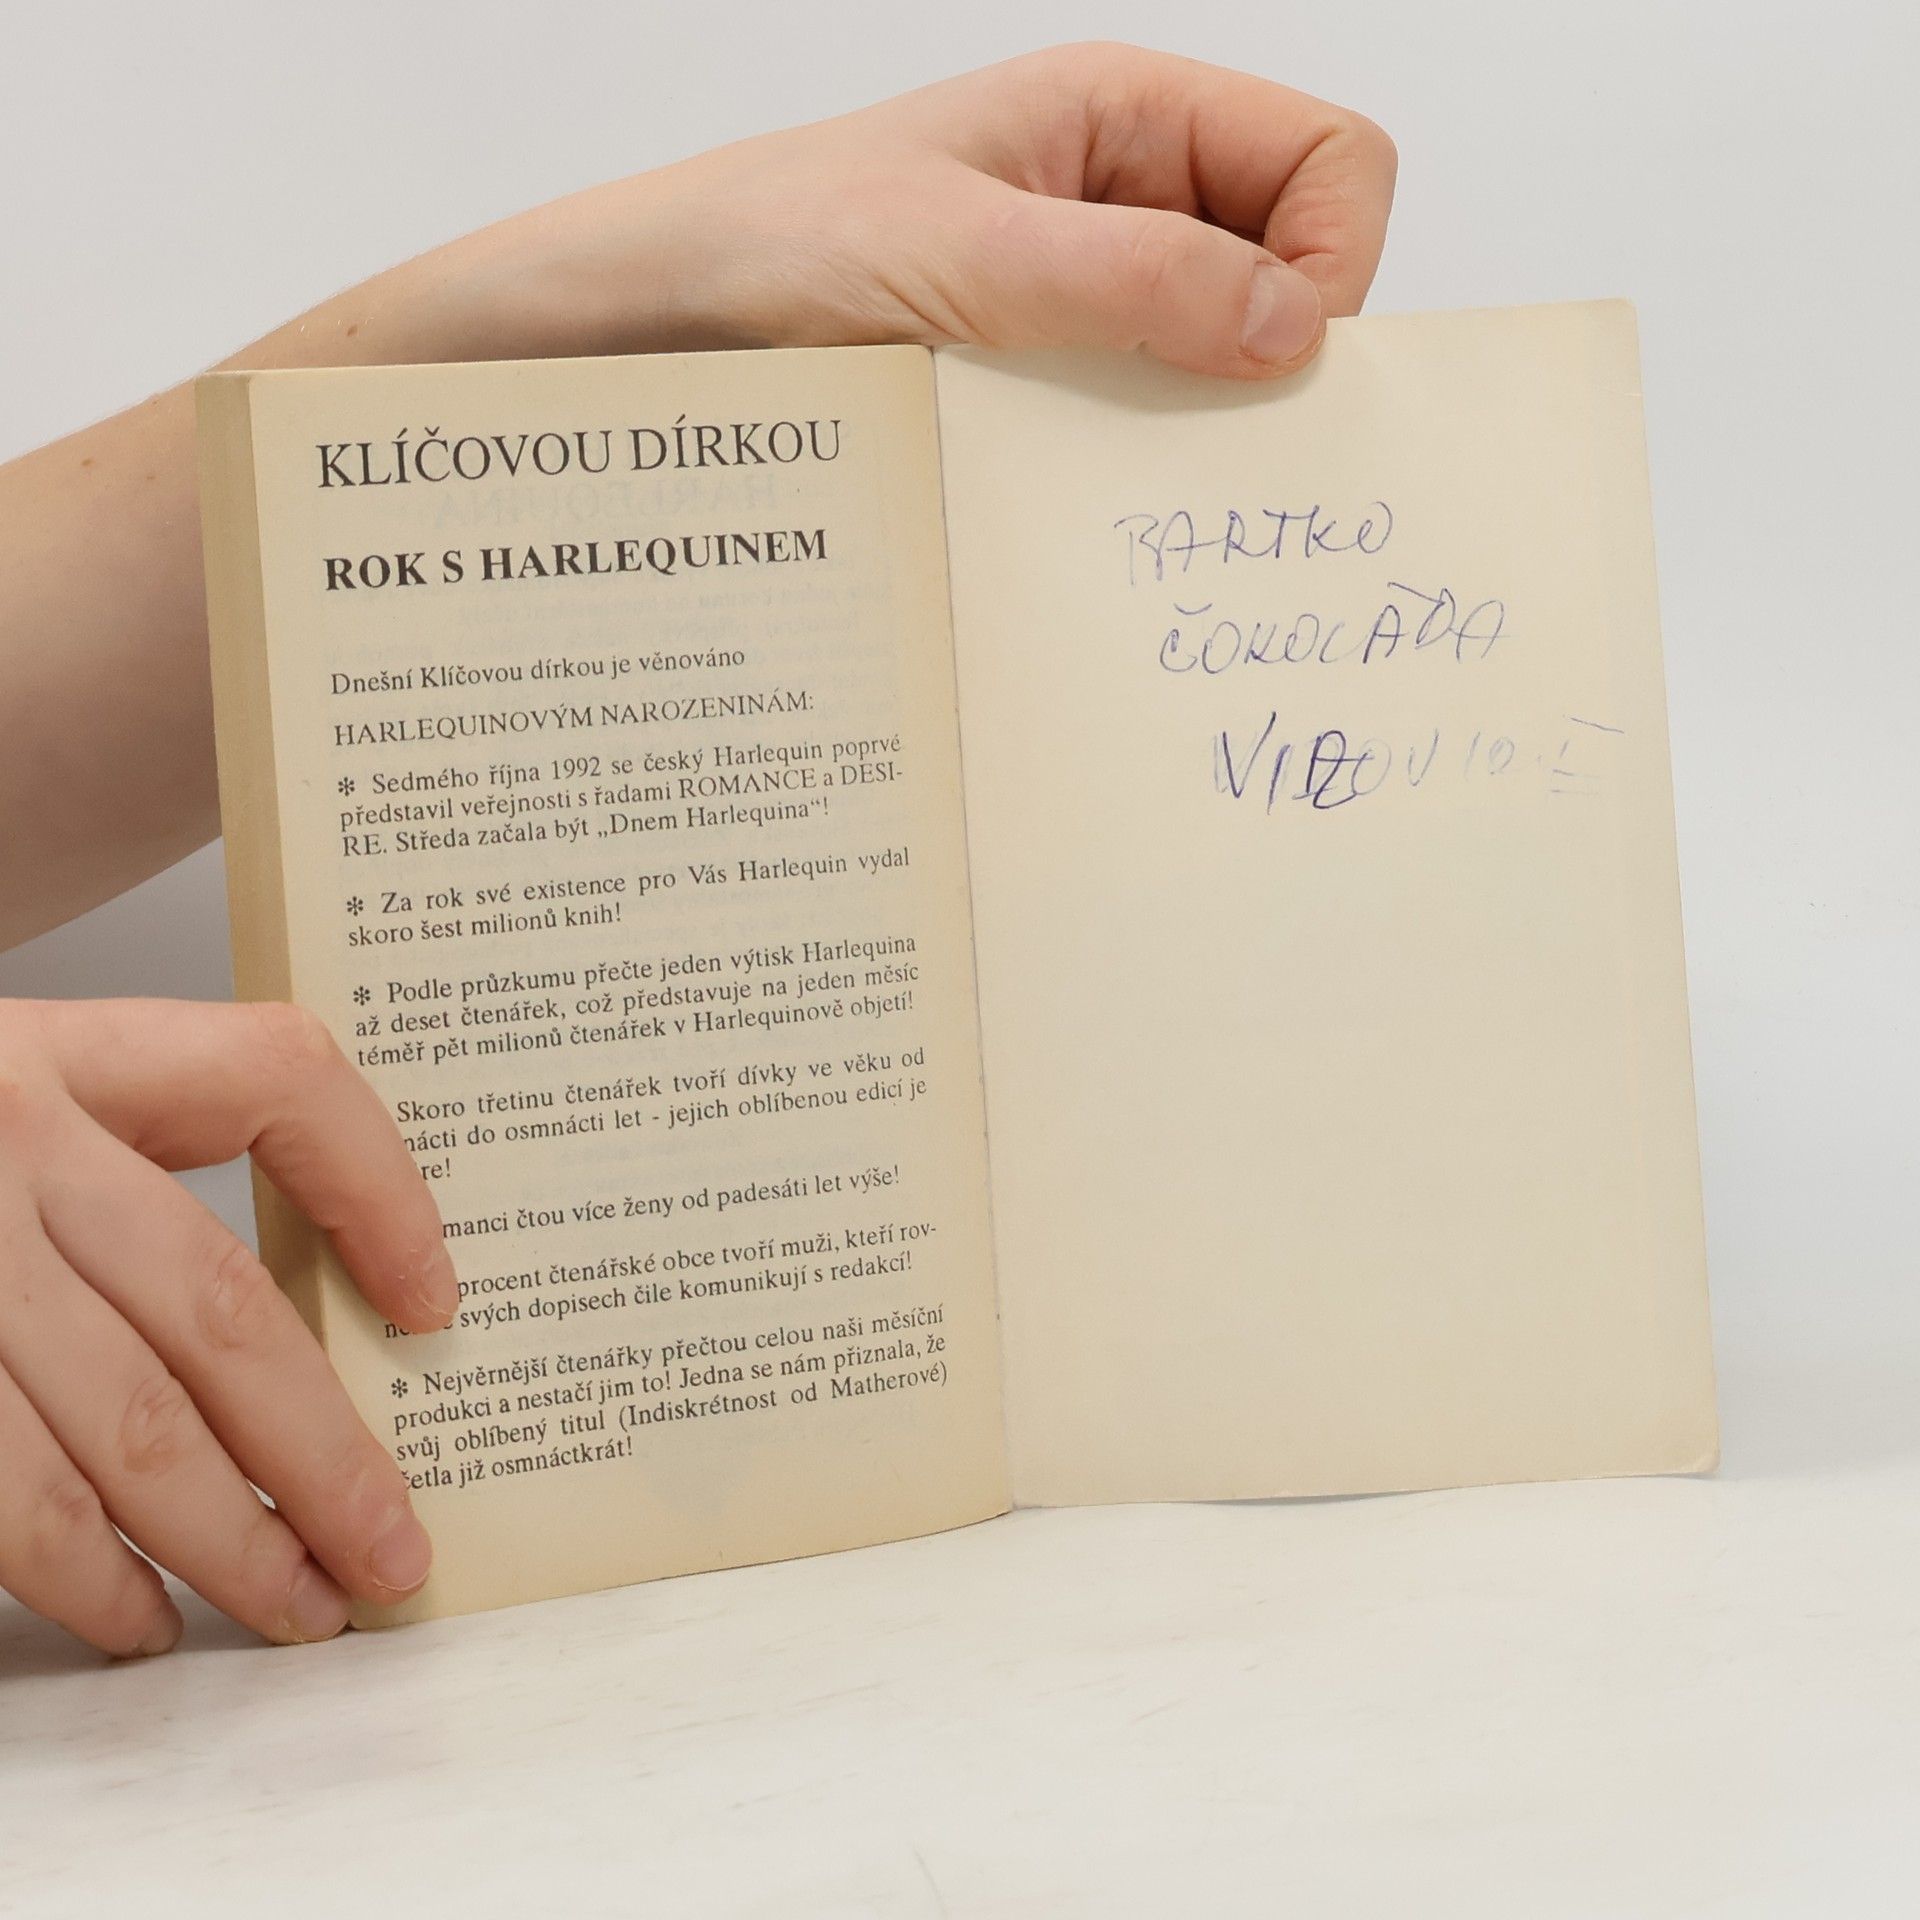 KLÍČOVOU DÍRKOU
ROK S HARLEQUINEM
Dnešní Klíčovou dírkou je věnováno
HARLEQUINOVÝM NAROZENINÁM:
✻ Sedmého října 1992 se český Harlequin poprvé
představil veřejnosti s řadami ROMANCE a DESI-
RE. Středa začala být „Dnem Harlequina“!
✻ Za rok své existence pro Vás Harlequin vydal
skoro šest milionů knih!
✻ Podle průzkumu přečte jeden výtisk Harlequina
až deset čtenářek, což představuje na jeden měsíc
téměř pět milionů čtenářek v Harlequinově objetí!
Skoro třetinu čtenářek tvoří dívky ve věku od
nácti do osmnácti let - jejich oblíbenou edicí je
re!
manci čtou více ženy od padesáti let výše!
procent čtenářské obce tvoří muži, kteří rov-
svých dopisech čile komunikují s redakcí!
✻ Nejvěrnější čtenářky přečtou celou naši měsíční
produkci a nestačí jim to! Jedna se nám přiznala, že
svůj oblíbený titul (Indiskrétnost od Matherové)
četla již osmnáctkrát!
BARTKO
ČOKOLÁDA